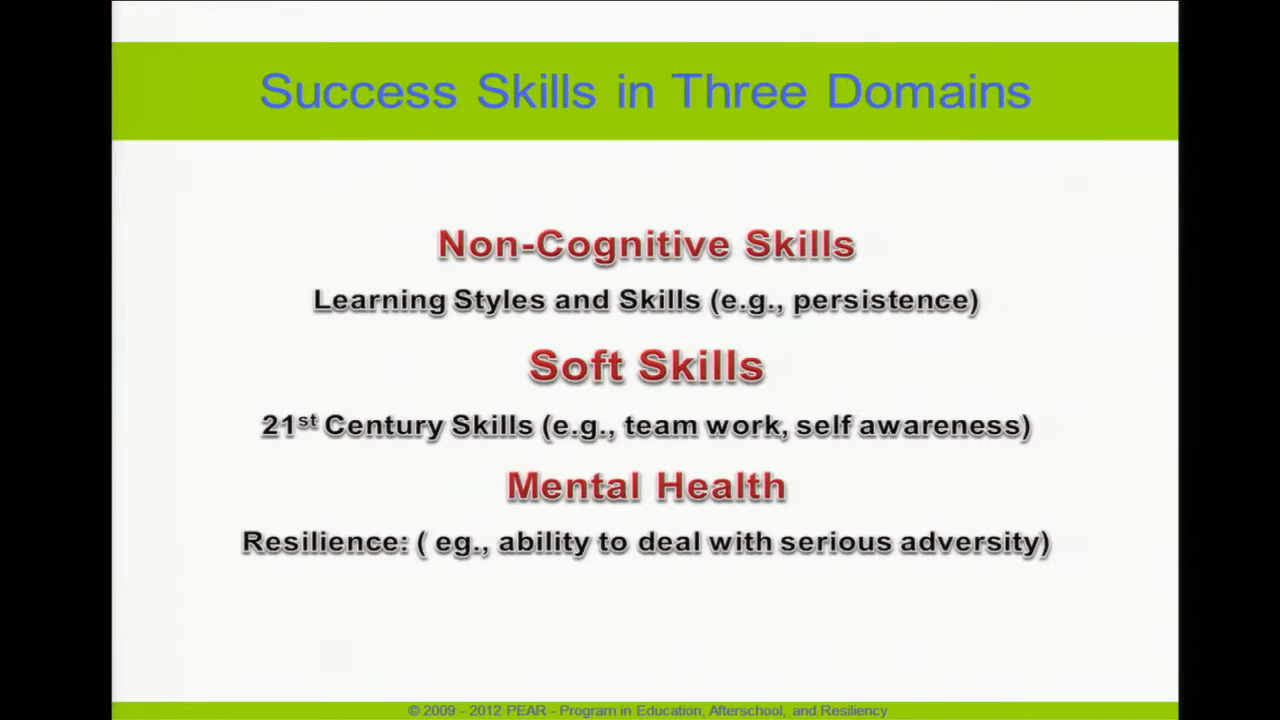 Success Skills in Three Domains
Non-Cognitive Skills
Learning Styles and Skills (e.g., persistence)
Soft Skills
21st Century Skills (e.g., team work, self awareness)
Mental Health
Resilience: ( eg., ability to deal with serious adversity)
© 2009 - 2012 PEAR - Program in Education, Afterschool, and Resiliency